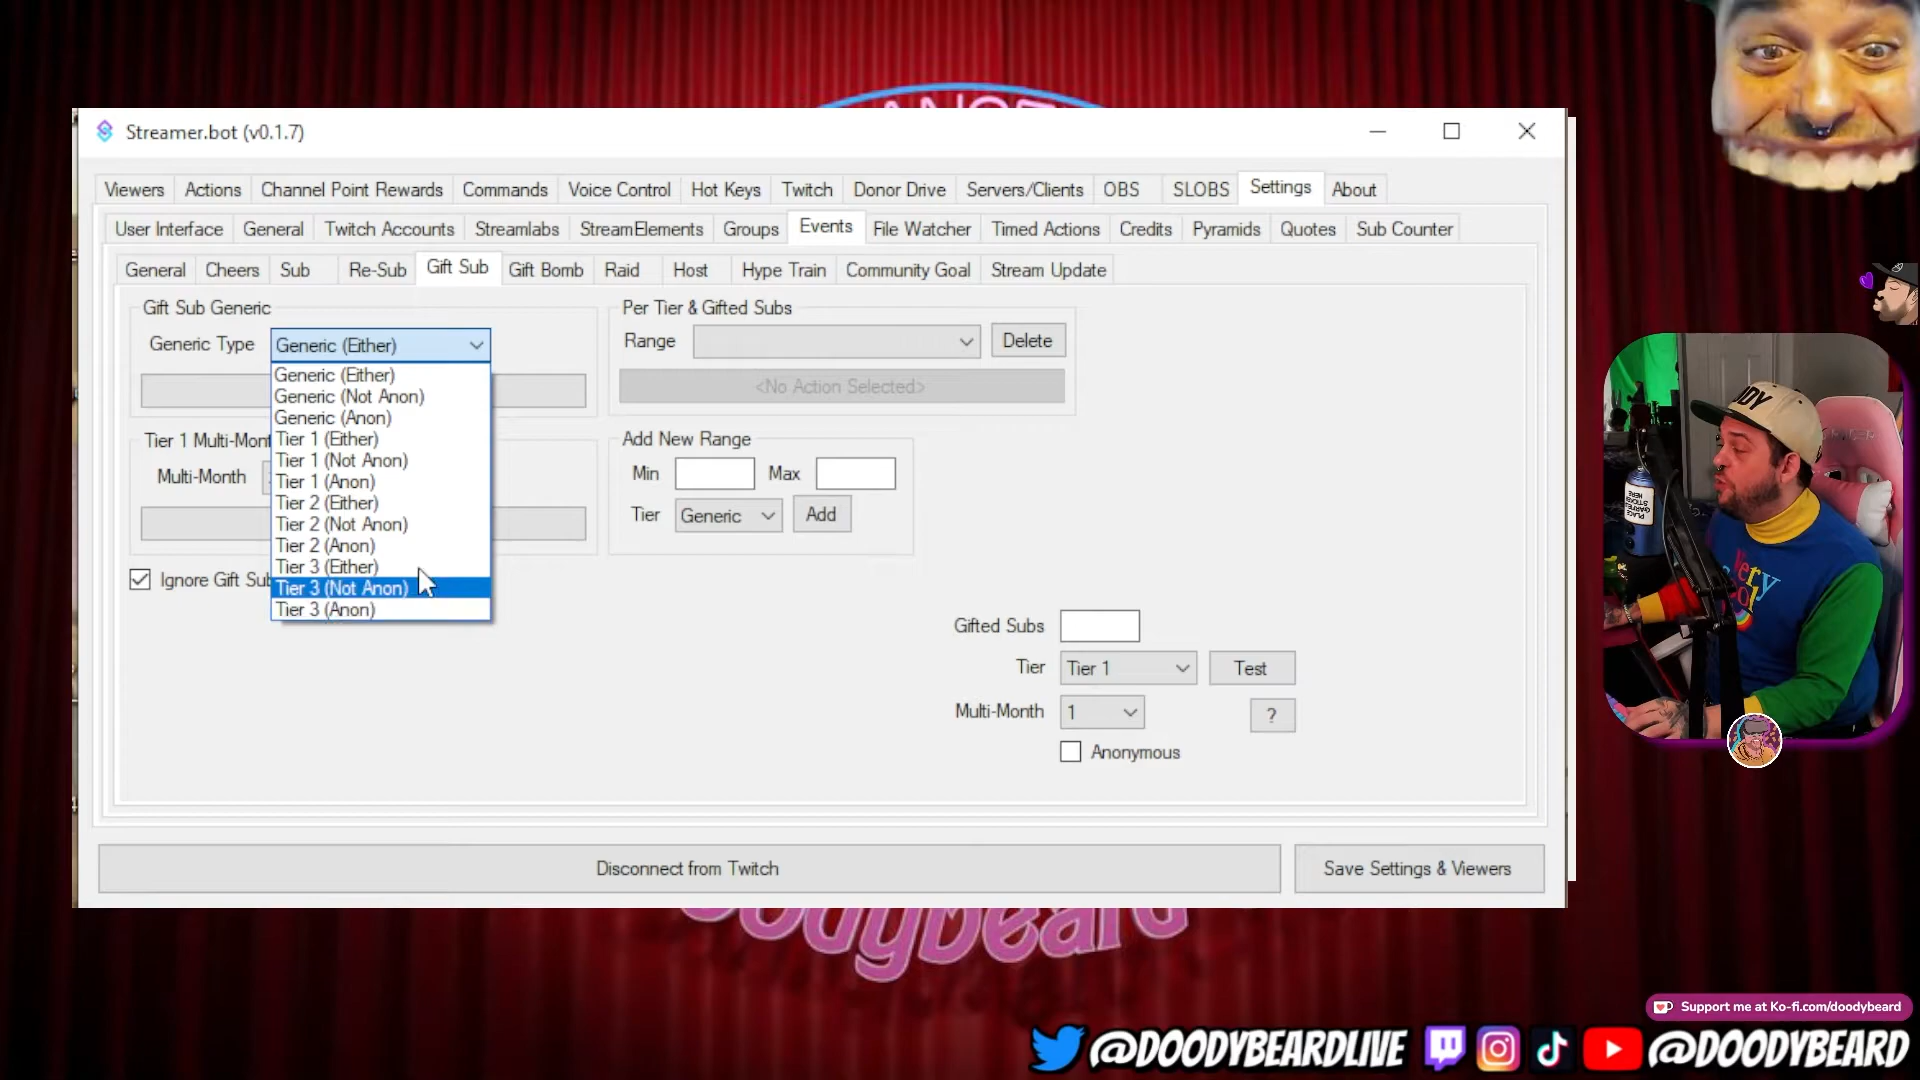 Streamer.bot (v0.1.7)
Viewers Actions Channel Point Rewards Commands Voice Control Hot Keys Twitch Donor Drive Servers/Clients OBS SLOBS Settings About
User Interface General Twitch Accounts Streamlabs StreamElements Groups Events File Watcher Timed Actions Credits Pyramids Quotes Sub Counter
General Cheers Sub Re-Sub Gift Sub Gift Bomb Raid Host Hype Train Community Goal Stream Update
Gift Sub Generic
Generic Type Generic (Either)
Generic (Either)
Generic (Not Anon)
Generic (Anon)
Tier 1 (Either)
Tier 1 (Not Anon)
Tier 1 (Anon)
Tier 2 (Either)
Tier 2 (Not Anon)
Tier 2 (Anon)
Tier 3 (Either)
Tier 3 (Not Anon)
Tier 3 (Anon)
Tier 1 Multi-Mont
Multi-Month
Ignore Gift Sub
Per Tier & Gifted Subs
Range Delete
<No Action Selected>
Add New Range
Min Max
Tier Generic Add
Gifted Subs
Tier Tier 1 Test
Multi-Month 1 ?
Anonymous
Disconnect from Twitch Save Settings & Viewers
Doodybeard
Support me at Ko-fi.com/doodybeard
@DOODYBEARDLIVE @DOODYBEARD